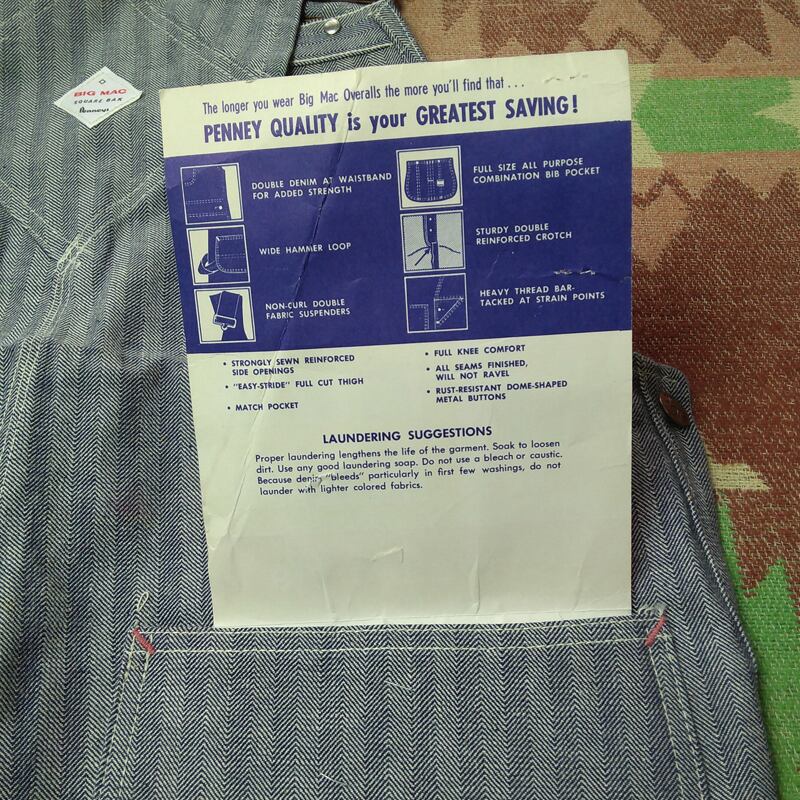 BIG MAC
SQUARE BAK
Penneys
The longer you wear Big Mac Overalls the more you'll find that . . .
PENNEY QUALITY is your GREATEST SAVING!
DOUBLE DENIM AT WAISTBAND
FOR ADDED STRENGTH
WIDE HAMMER LOOP
NON-CURL DOUBLE
FABRIC SUSPENDERS
FULL SIZE ALL PURPOSE
COMBINATION BIB POCKET
STURDY DOUBLE
REINFORCED CROTCH
HEAVY THREAD BAR-
TACKED AT STRAIN POINTS
• STRONGLY SEWN REINFORCED
SIDE OPENINGS
• "EASY-STRIDE" FULL CUT THIGH
• MATCH POCKET
• FULL KNEE COMFORT
• ALL SEAMS FINISHED,
WILL NOT RAVEL
• RUST-RESISTANT DOME-SHAPED
METAL BUTTONS
LAUNDERING SUGGESTIONS
Proper laundering lengthens the life of the garment. Soak to loosen
dirt. Use any good laundering soap. Do not use a bleach or caustic.
Because denim "bleeds" particularly in first few washings, do not
launder with lighter colored fabrics.